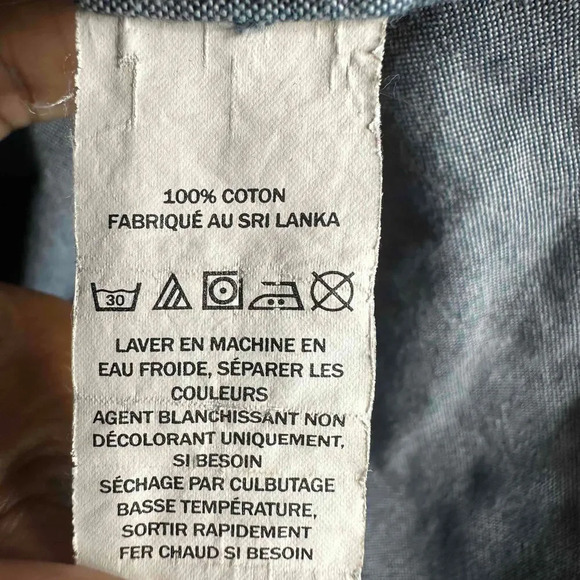 100% COTON
FABRIQUÉ AU SRI LANKA
30
LAVER EN MACHINE EN
EAU FROIDE, SÉPARER LES
COULEURS
AGENT BLANCHISSANT NON
DÉCOLORANT UNIQUEMENT,
SI BESOIN
SÉCHAGE PAR CULBUTAGE
BASSE TEMPÉRATURE,
SORTIR RAPIDEMENT
FER CHAUD SI BESOIN